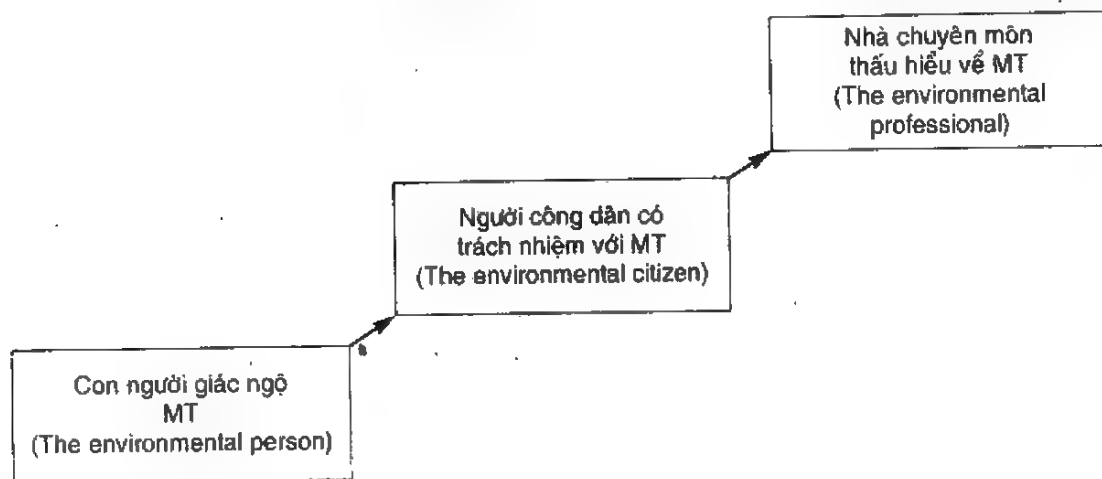 Nhà chuyên môn
thấu hiểu về MT
(The environmental
professional)
Người công dân có
trách nhiệm với MT
(The environmental citizen)
Con người giác ngộ
MT
(The environmental person)